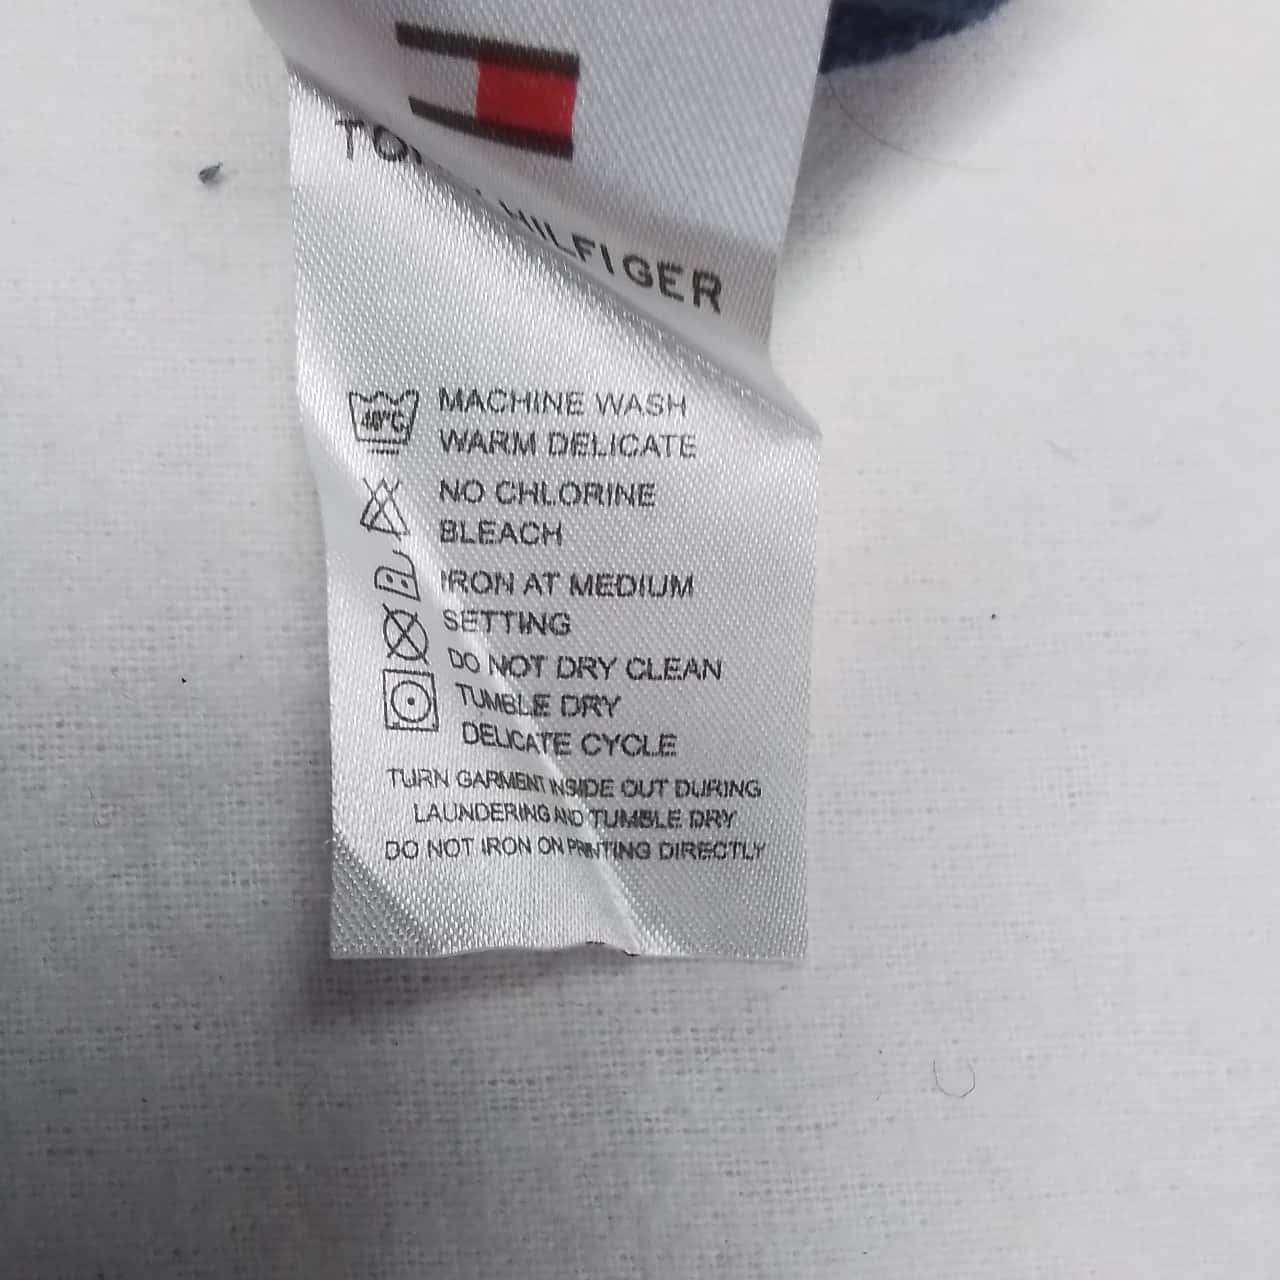 TOMMY HILFIGER
40°C
MACHINE WASH
WARM DELICATE
NO CHLORINE
BLEACH
IRON AT MEDIUM
SETTING
DO NOT DRY CLEAN
TUMBLE DRY
DELICATE CYCLE
TURN GARMENT INSIDE OUT DURING
LAUNDERING AND TUMBLE DRY
DO NOT IRON ON PRINTING DIRECTLY